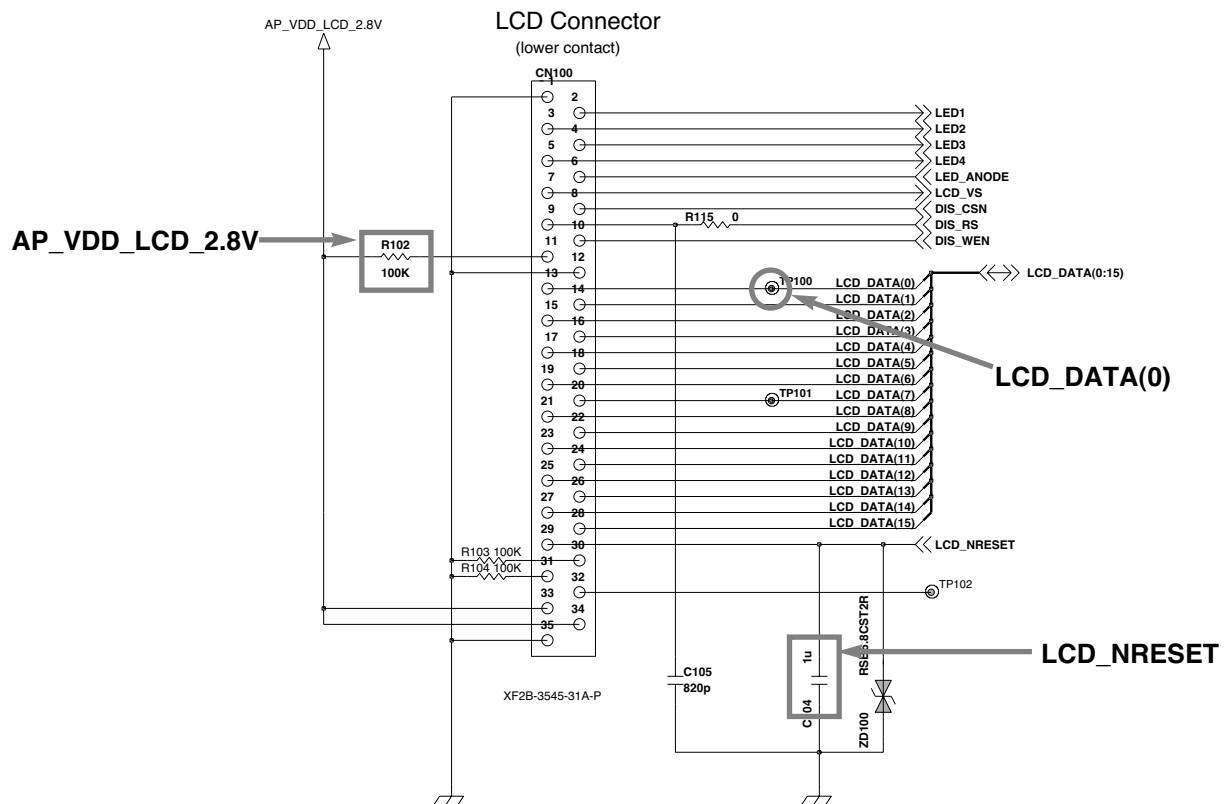 LCD Connector
(lower contact)
AP_VDD_LCD_2.8V
CN100
1
2
3
LED1
4
LED2
5
LED3
6
LED4
7
LED_ANODE
8
LCD_VS
9
DIS_CSN
10
R115 0
DIS_RS
11
DIS_WEN
AP_VDD_LCD_2.8V
R102
100K
12
13
LCD_DATA(0:15)
14
TP100
LCD_DATA(0)
15
LCD_DATA(1)
16
LCD_DATA(2)
17
LCD_DATA(3)
18
LCD_DATA(4)
19
LCD_DATA(5)
20
LCD_DATA(6)
LCD_DATA(0)
21
TP101
LCD_DATA(7)
22
LCD_DATA(8)
23
LCD_DATA(9)
24
LCD_DATA(10)
25
LCD_DATA(11)
26
LCD_DATA(12)
27
LCD_DATA(13)
28
LCD_DATA(14)
29
LCD_DATA(15)
30
LCD_NRESET
R103 100K
31
R104 100K
32
TP102
33
34
35
LCD_NRESET
1u
C105
820p
XF2B-3545-31A-P
ZD100